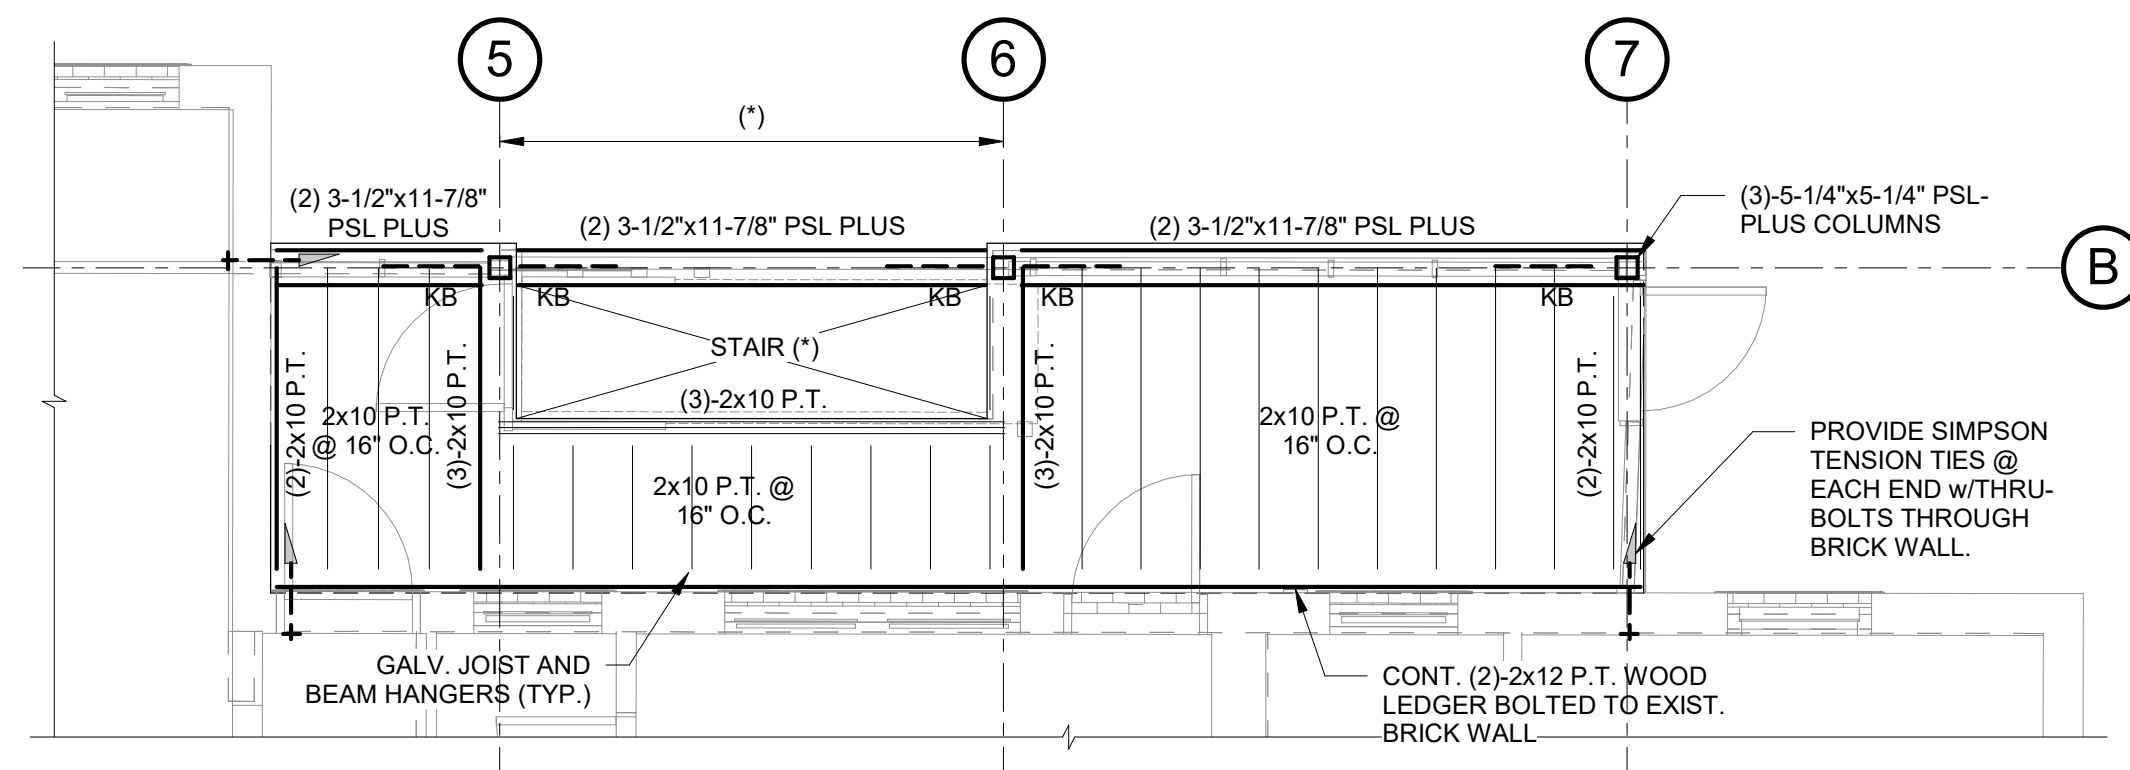 5
6
7
(*)
(2) 3-1/2"x11-7/8"
PSL PLUS
(2) 3-1/2"x11-7/8" PSL PLUS
(2) 3-1/2"x11-7/8" PSL PLUS
(3)-5-1/4"x5-1/4" PSL-
PLUS COLUMNS
B
KB
KB
KB
KB
KB
STAIR (*)
(3)-2x10 P.T.
(2)-2x10 P.T.
2x10 P.T.
@ 16" O.C.
(3)-2x10 P.T.
2x10 P.T. @
16" O.C.
(3)-2x10 P.T.
2x10 P.T. @
16" O.C.
(2)-2x10 P.T.
PROVIDE SIMPSON
TENSION TIES @
EACH END w/THRU-
BOLTS THROUGH
BRICK WALL.
GALV. JOIST AND
BEAM HANGERS (TYP.)
CONT. (2)-2x12 P.T. WOOD
LEDGER BOLTED TO EXIST.
BRICK WALL